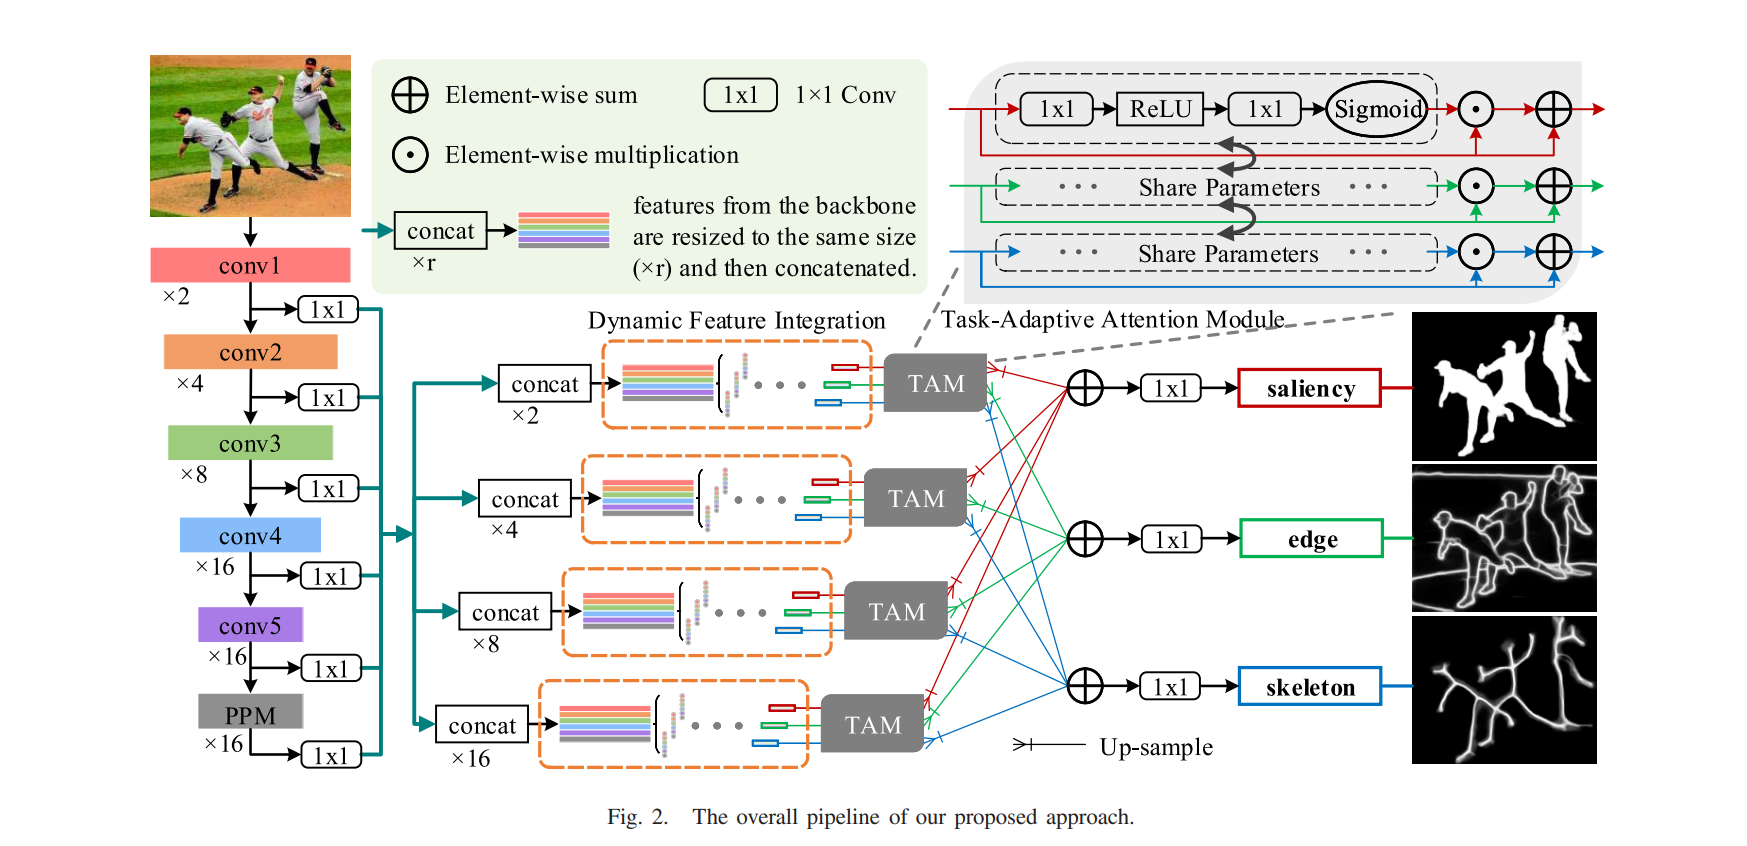 Element-wise sum
1x1
1×1 Conv
Element-wise multiplication
concat
×r
features from the backbone
are resized to the same size
(×r) and then concatenated.
1x1
ReLU
1x1
Sigmoid
• • •
Share Parameters
• • •
• • •
Share Parameters
• • •
Task-Adaptive Attention Module
conv1
×2
1x1
conv2
×4
1x1
conv3
×8
1x1
conv4
×16
1x1
conv5
×16
1x1
PPM
×16
1x1
Dynamic Feature Integration
concat
×2
TAM
concat
×4
TAM
concat
×8
TAM
concat
×16
TAM
1x1
saliency
1x1
edge
1x1
skeleton
Up-sample
Fig. 2. The overall pipeline of our proposed approach.